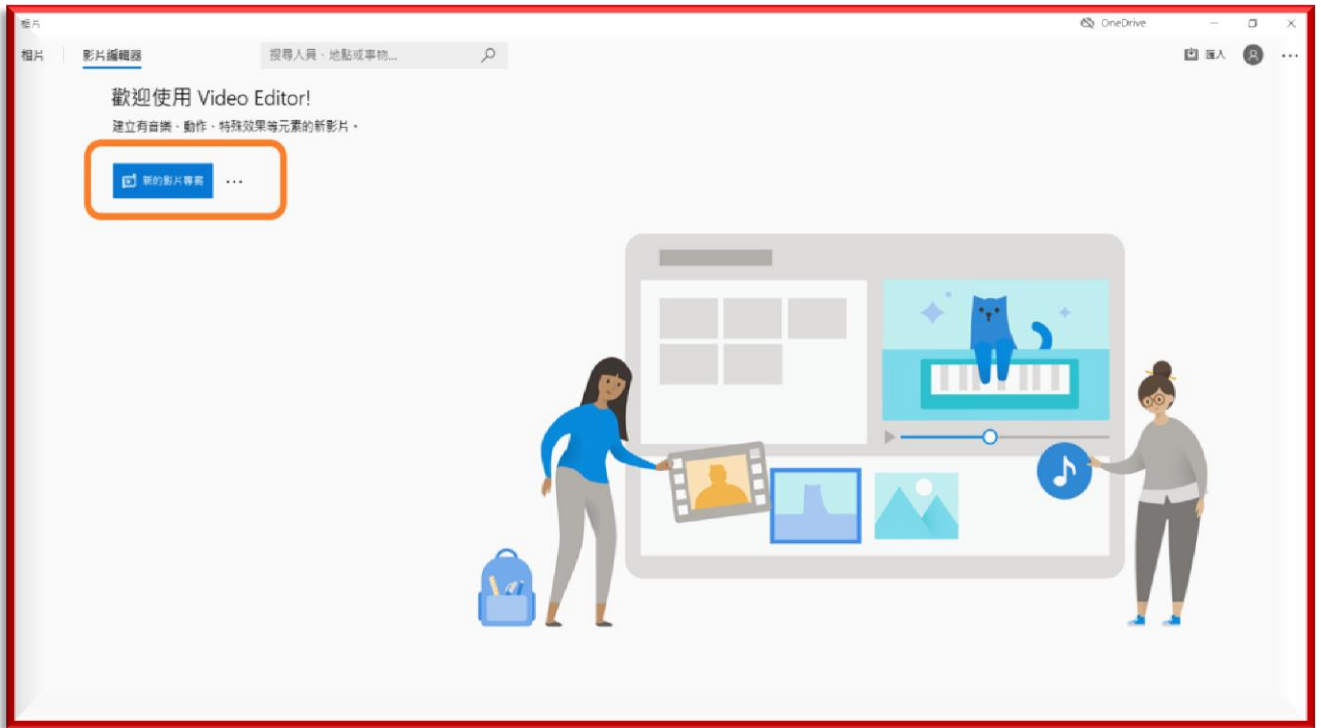 相片
OneDrive
相片
影片編輯器
搜尋人員、地點或事物...
匯入
歡迎使用 Video Editor!
建立有音樂、動作、特殊效果等元素的新影片。
新的影片專案